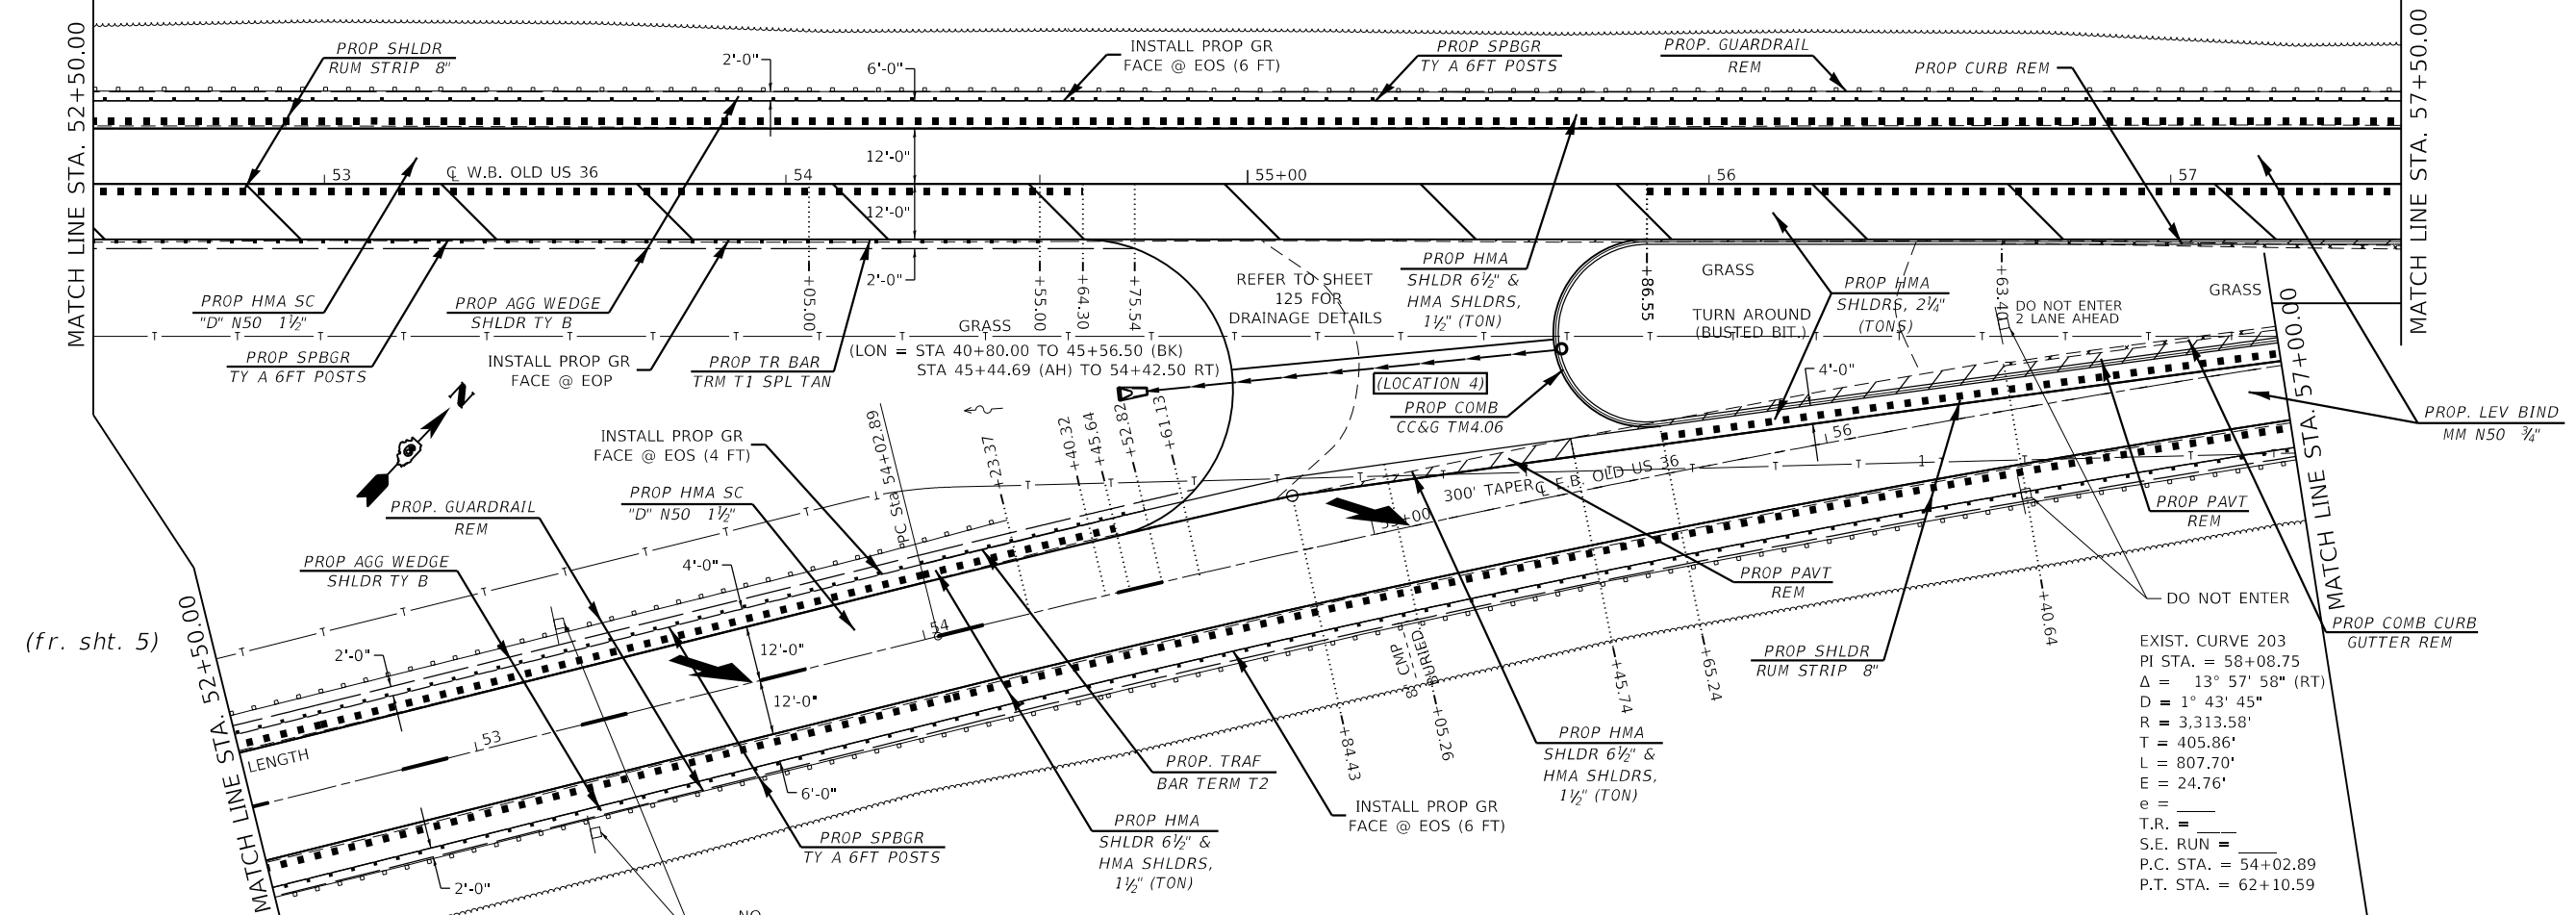 MATCH LINE STA. 52+50.00
PROP SHLDR
RUM STRIP 8"
2'-0"
6'-0"
INSTALL PROP GR
FACE @ EOS (6 FT)
PROP SPBGR
TY A 6FT POSTS
PROP. GUARDRAIL
REM
PROP CURB REM
MATCH LINE STA. 57+50.00
12'-0"
53
℄ W.B. OLD US 36
54
55+00
56
57
12'-0"
2'-0"
PROP HMA SC
"D" N50 1½"
PROP AGG WEDGE
SHLDR TY B
PROP SPBGR
TY A 6FT POSTS
INSTALL PROP GR
FACE @ EOP
PROP TR BAR
TRM T1 SPL TAN
+05.00
+55.00
+64.30
+75.54
GRASS
(LON = STA 40+80.00 TO 45+56.50 (BK)
STA 45+44.69 (AH) TO 54+42.50 RT)
REFER TO SHEET
125 FOR
DRAINAGE DETAILS
PROP HMA
SHLDR 6½" &
HMA SHLDRS,
1½" (TON)
+86.55
GRASS
TURN AROUND
(BUSTED BIT.)
PROP HMA
SHLDRS, 2¼"
(TONS)
+63.40
DO NOT ENTER
2 LANE AHEAD
GRASS
MATCH LINE STA. 57+00.00
T T T T T T T T T T T T T T T T T T T
(LOCATION 4)
PROP COMB
CC&G TM4.06
4'-0"
PROP. LEV BIND
MM N50 ¾"
N
INSTALL PROP GR
FACE @ EOS (4 FT)
PROP HMA SC
"D" N50 1½"
PROP. GUARDRAIL
REM
PROP AGG WEDGE
SHLDR TY B
PC Sta 54+02.89
+23.37
+40.32
+45.64
+52.82
+61.13
300' TAPER
℄ E.B. OLD US 36
55+00
56
1
PROP PAVT
REM
PROP PAVT
REM
DO NOT ENTER
PROP COMB CURB
GUTTER REM
(fr. sht. 5)
MATCH LINE STA. 52+50.00
MATCH LINE STA.
2'-0"
4'-0"
12'-0"
12'-0"
54
53
LENGTH
6'-0"
2'-0"
PROP SPBGR
TY A 6FT POSTS
PROP HMA
SHLDR 6½" &
HMA SHLDRS,
1½" (TON)
PROP. TRAF
BAR TERM T2
INSTALL PROP GR
FACE @ EOS (6 FT)
+84.43
8" CMP
BURIED
+05.26
PROP HMA
SHLDR 6½" &
HMA SHLDRS,
1½" (TON)
+45.74
+65.24
PROP SHLDR
RUM STRIP 8"
+40.64
EXIST. CURVE 203
PI STA. = 58+08.75
Δ = 13° 57' 58" (RT)
D = 1° 43' 45"
R = 3,313.58'
T = 405.86'
L = 807.70'
E = 24.76'
e = ____
T.R. = ____
S.E. RUN = ____
P.C. STA. = 54+02.89
P.T. STA. = 62+10.59